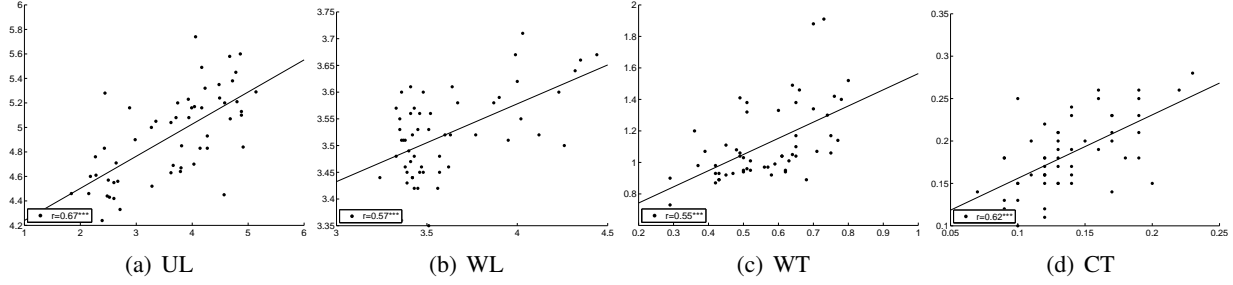 6
5.8
5.6
5.4
5.2
5
4.8
4.6
4.4
4.2
1 2 3 4 5 6
r=0.67***
(a) UL
3.75
3.7
3.65
3.6
3.55
3.5
3.45
3.4
3.35
3 3.5 4 4.5
r=0.57***
(b) WL
2
1.8
1.6
1.4
1.2
1
0.8
0.2 0.3 0.4 0.5 0.6 0.7 0.8 0.9 1
r=0.55***
(c) WT
0.35
0.3
0.25
0.2
0.15
0.1
0.05 0.1 0.15 0.2 0.25
r=0.62***
(d) CT